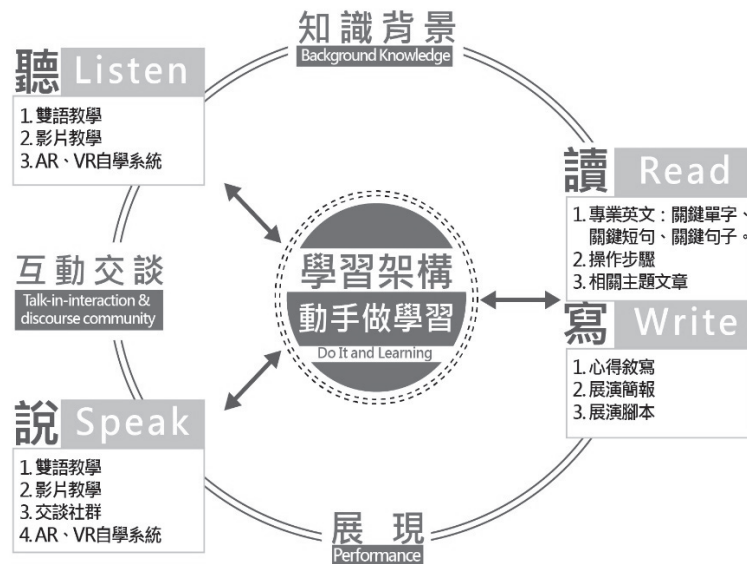 知識背景
Background Knowledge
聽 Listen
1. 雙語教學
2. 影片教學
3. AR、VR自學系統
讀 Read
1. 專業英文：關鍵單字、
關鍵短句、關鍵句子。
2. 操作步驟
3. 相關主題文章
互動交談
Talk-in-interaction &
discourse community
學習架構
動手做學習
Do It and Learning
寫 Write
1. 心得敘寫
2. 展演簡報
3. 展演腳本
說 Speak
1. 雙語教學
2. 影片教學
3. 交談社群
4. AR、VR自學系統
展現
Performance